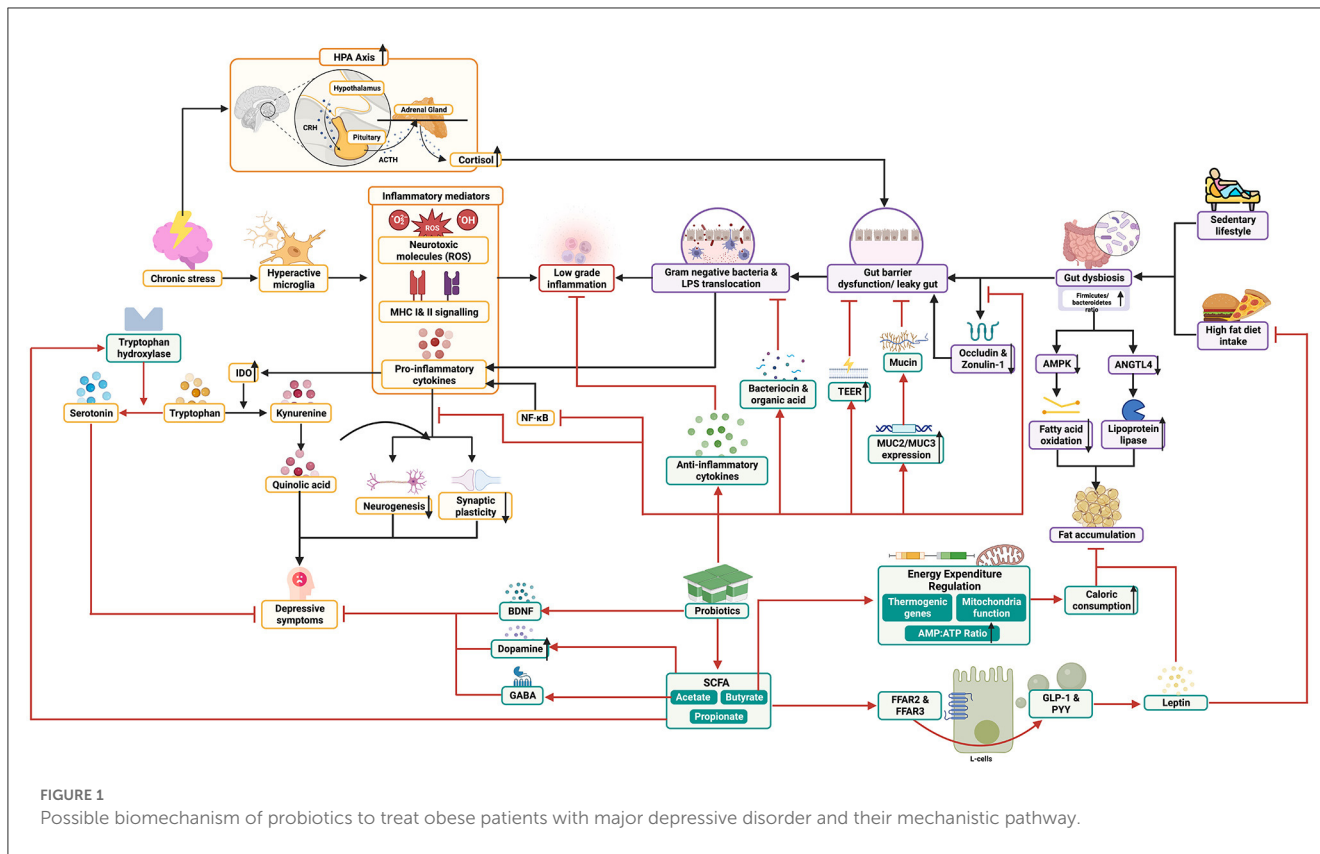 HPA Axis
Hypothalamus
Adrenal Gland
CRH
Pituitary
ACTH
Cortisol
Inflammatory mediators
•O₂⁻
ROS
•OH
Neurotoxic
molecules (ROS)
MHC I& II signalling
Pro-inflammatory
cytokines
Chronic stress
Hyperactive
microglia
Low grade
inflammation
Gram negative bacteria &
LPS translocation
Gut barrier
dysfunction/ leaky gut
Gut dysbiosis
Firmicutes/
bacteroidetes
ratio
Sedentary
lifestyle
High fat diet
intake
Tryptophan
hydroxylase
IDO
Serotonin
Tryptophan
Kynurenine
NF-κB
Quinolic acid
Neurogenesis
Synaptic
plasticity
Anti-inflammatory
cytokines
Bacteriocin &
organic acid
TEER
Mucin
MUC2/MUC3
expression
Occludin &
Zonulin-1
AMPK
ANGTL4
Fatty acid
oxidation
Lipoprotein
lipase
Fat accumulation
Depressive
symptoms
BDNF
Dopamine
GABA
Probiotics
SCFA
Acetate
Butyrate
Propionate
Energy Expenditure
Regulation
Thermogenic
genes
Mitochondria
function
AMP:ATP Ratio
Caloric
consumption
FFAR2 &
FFAR3
L-cells
GLP-1 &
PYY
Leptin
FIGURE 1
Possible biomechanism of probiotics to treat obese patients with major depressive disorder and their mechanistic pathway.